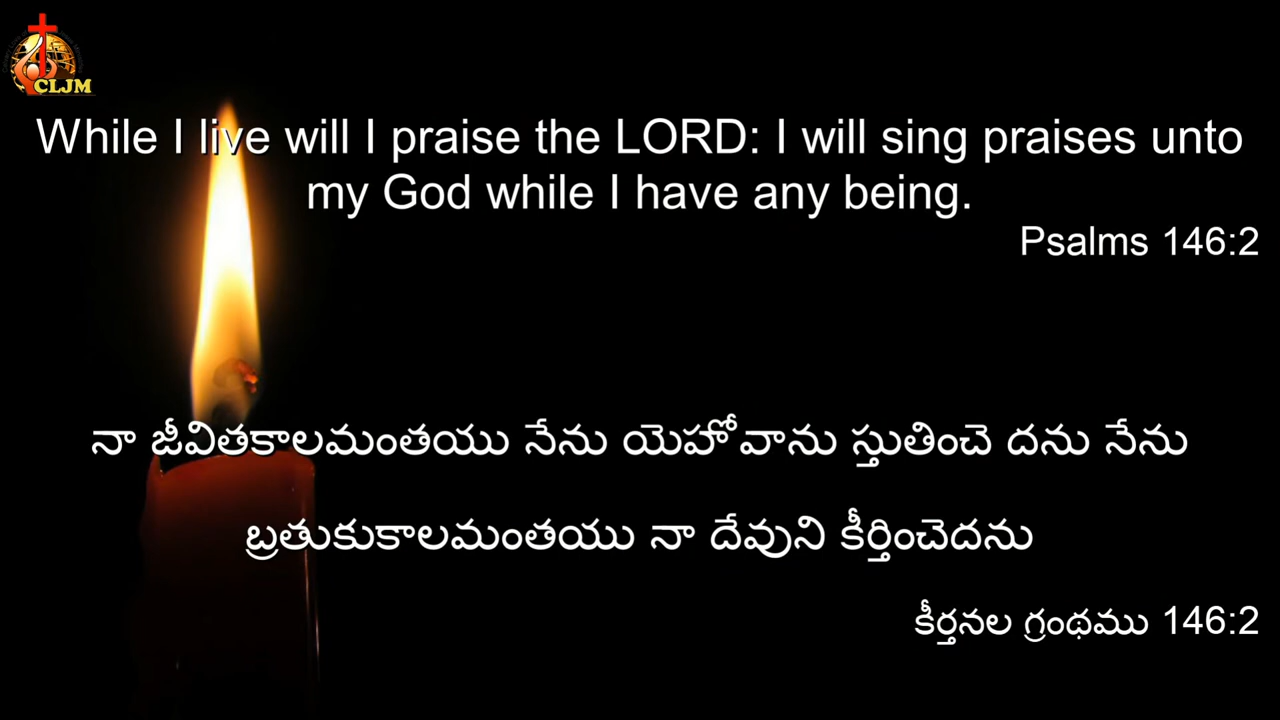 CLJM
While I live will I praise the LORD: I will sing praises unto
my God while I have any being.
Psalms 146:2
నా జీవితకాలమంతయు నేను యెహోవాను స్తుతించె దను నేను
బ్రతుకుకాలమంతయు నా దేవుని కీర్తించెదను
కీర్తనల గ్రంథము 146:2